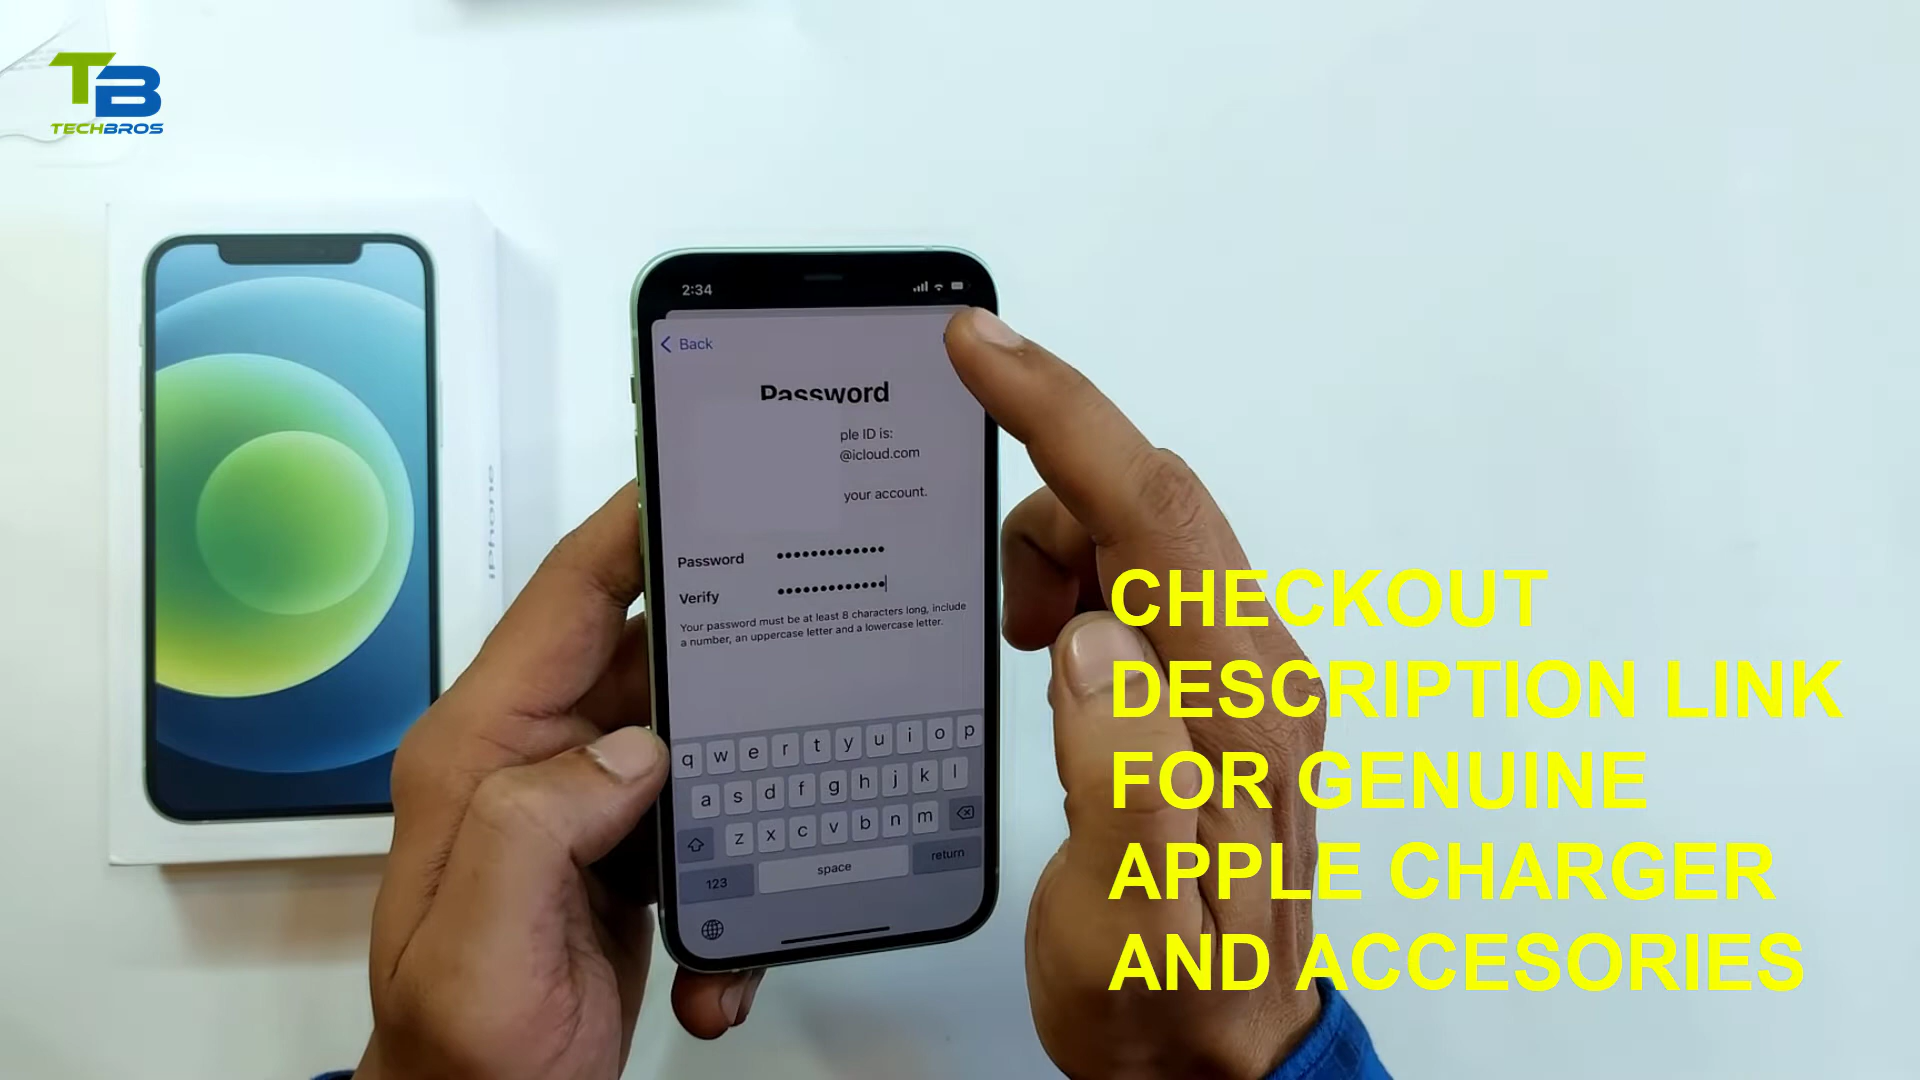 TB
TECHBROS
iPhone
2:34
Back
Password
ple ID is:
@icloud.com
your account.
Password
Verify
Your password must be at least 8 characters long, include
a number, an uppercase letter and a lowercase letter.
q w e r t y u i o p
a s d f g h j k l
z x c v b n m
123 space return
CHECKOUT
DESCRIPTION LINK
FOR GENUINE
APPLE CHARGER
AND ACCESORIES